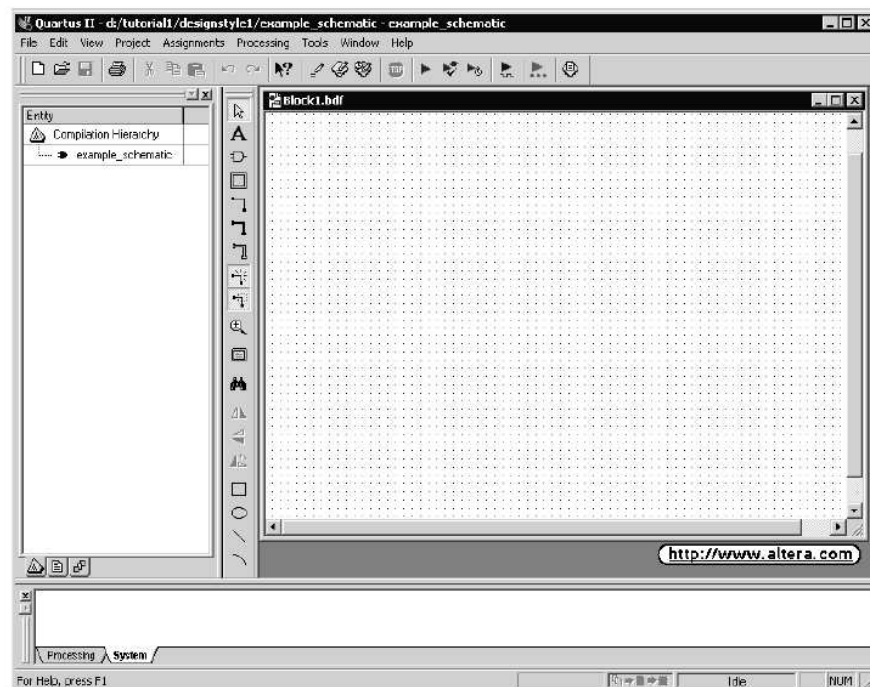 Quartus II - d:/tutorial1/designstyle1/example_schematic - example_schematic
File Edit View Project Assignments Processing Tools Window Help
Block1.bdf
Entity
Compilation Hierarchy
example_schematic
A
http://www.altera.com
Processing System
For Help, press F1
Idle
NUM